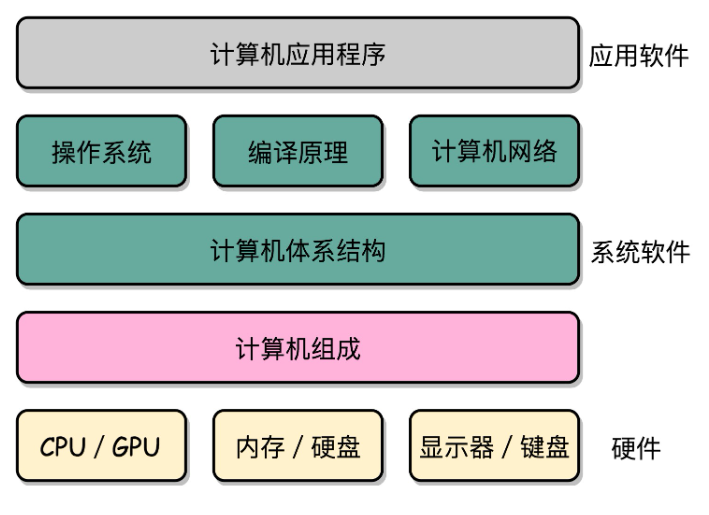 计算机应用程序 应用软件
操作系统 编译原理 计算机网络
计算机体系结构 系统软件
计算机组成
CPU / GPU 内存 / 硬盘 显示器 / 键盘 硬件